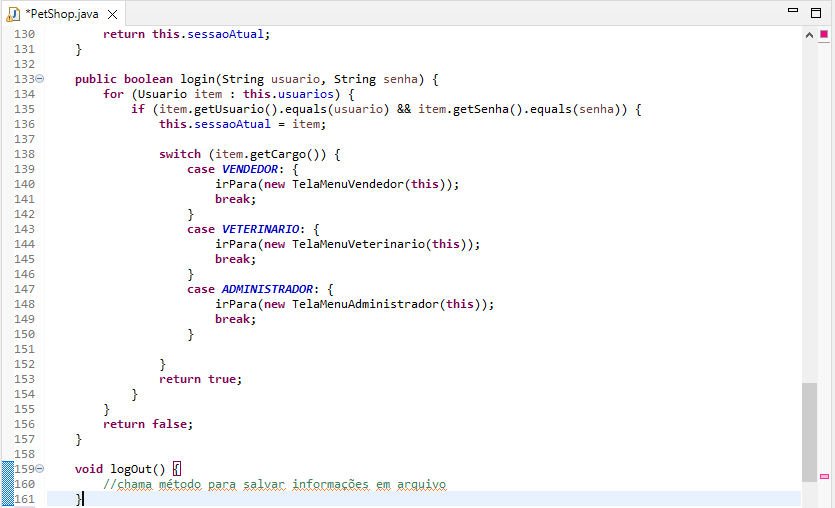 *PetShop.java
130 return this.sessaoAtual;
131 }
132
133 public boolean login(String usuario, String senha) {
134 for (Usuario item : this.usuarios) {
135 if (item.getUsuario().equals(usuario) && item.getSenha().equals(senha)) {
136 this.sessaoAtual = item;
137
138 switch (item.getCargo()) {
139 case VENDEDOR: {
140 irPara(new TelaMenuVendedor(this));
141 break;
142 }
143 case VETERINARIO: {
144 irPara(new TelaMenuVeterinario(this));
145 break;
146 }
147 case ADMINISTRADOR: {
148 irPara(new TelaMenuAdministrador(this));
149 break;
150 }
151
152 }
153 return true;
154 }
155 }
156 return false;
157 }
158
159 void logOut() {
160 //chama método para salvar informações em arquivo
161 }